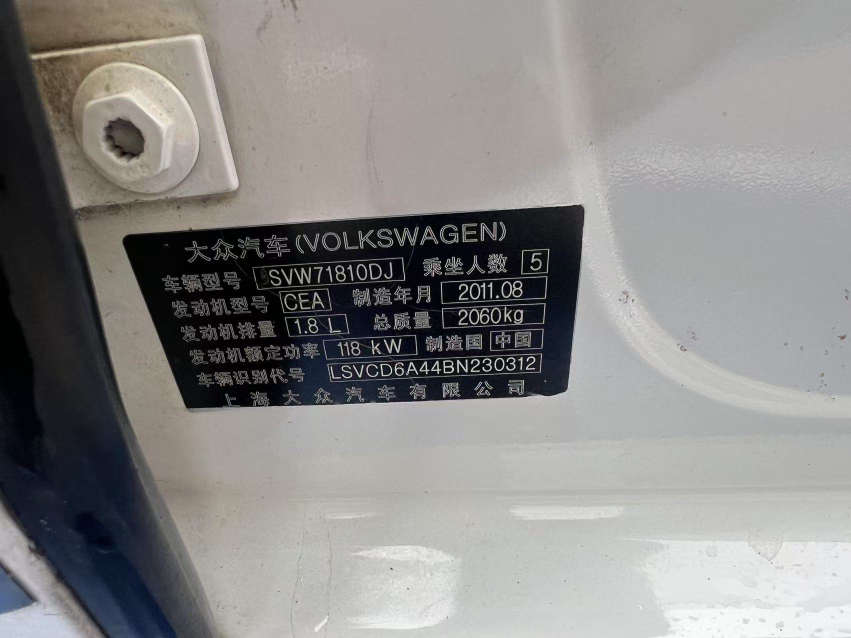 大众汽车(VOLKSWAGEN)
车辆型号 SVW71810DJ 乘坐人数 5
发动机型号 CEA 制造年月 2011.08
发动机排量 1.8 L 总质量 2060kg
发动机额定功率 118 kW 制造国 中国
车辆识别代号 LSVCD6A44BN230312
上海大众汽车有限公司